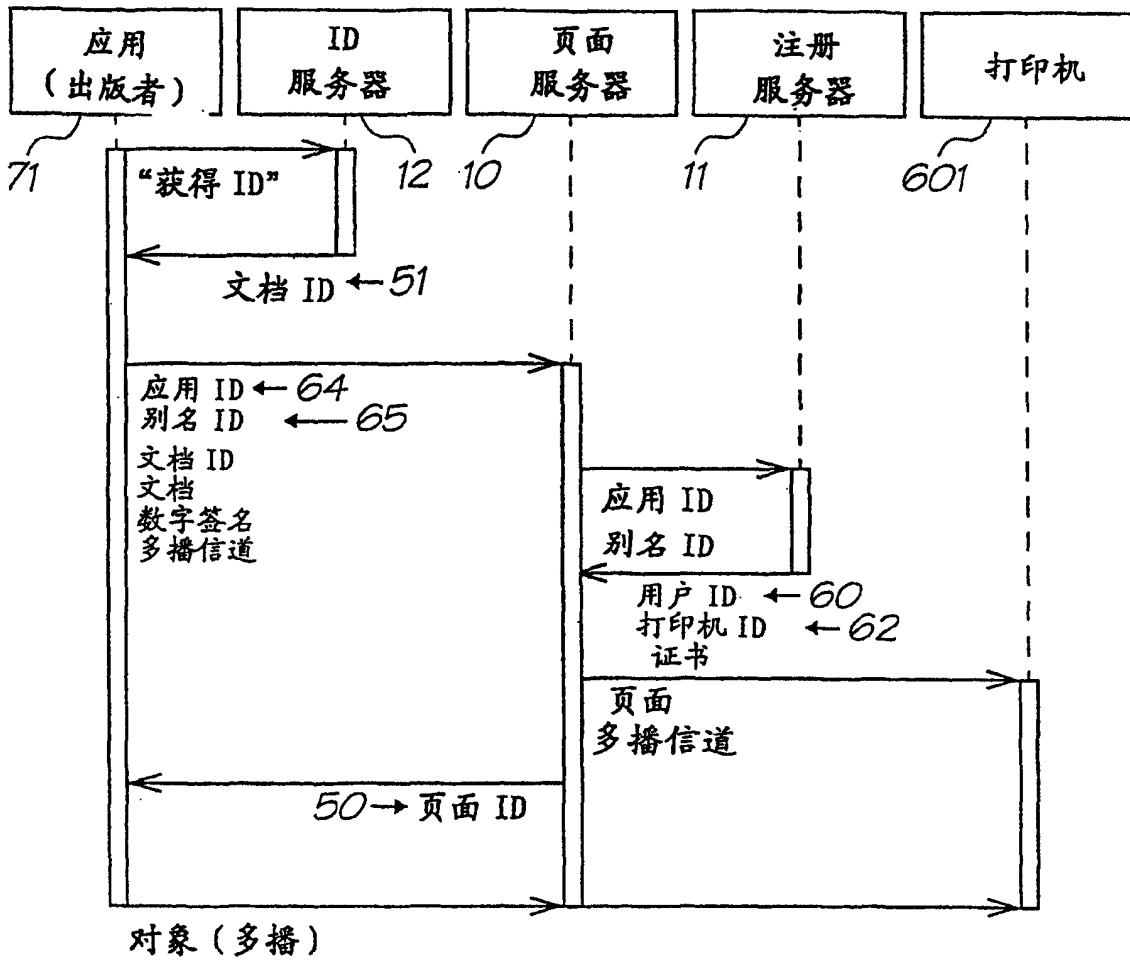 应用
(出版者)
ID
服务器
页面
服务器
注册
服务器
打印机
71
12
10
11
601
“获得 ID”
文档 ID ←51
应用 ID ←64
别名 ID ←65
文档 ID
文档
数字签名
多播信道
应用 ID
别名 ID
用户 ID ←60
打印机 ID ←62
证书
页面
多播信道
50→页面 ID
对象(多播)